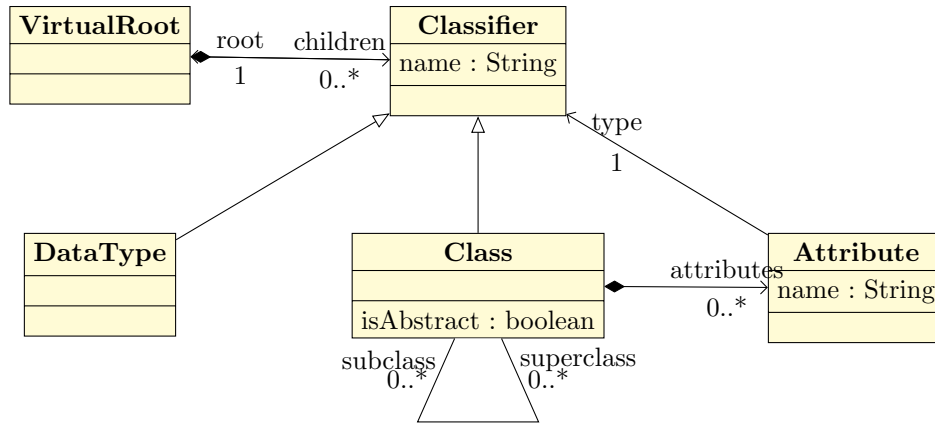 VirtualRoot
Classifier
root
children
name : String
1
0..*
type
1
DataType
Class
Attribute
attributes
name : String
0..*
isAbstract : boolean
subclass
superclass
0..*
0..*